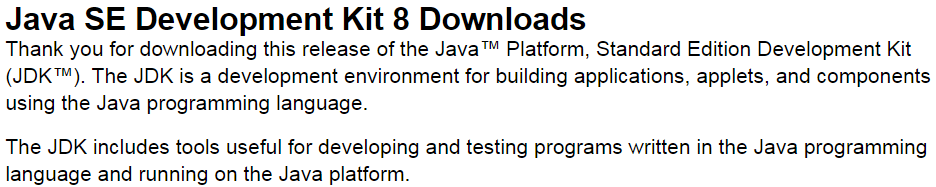 Java SE Development Kit 8 Downloads
Thank you for downloading this release of the Java™ Platform, Standard Edition Development Kit
(JDK™). The JDK is a development environment for building applications, applets, and components
using the Java programming language.
The JDK includes tools useful for developing and testing programs written in the Java programming
language and running on the Java platform.